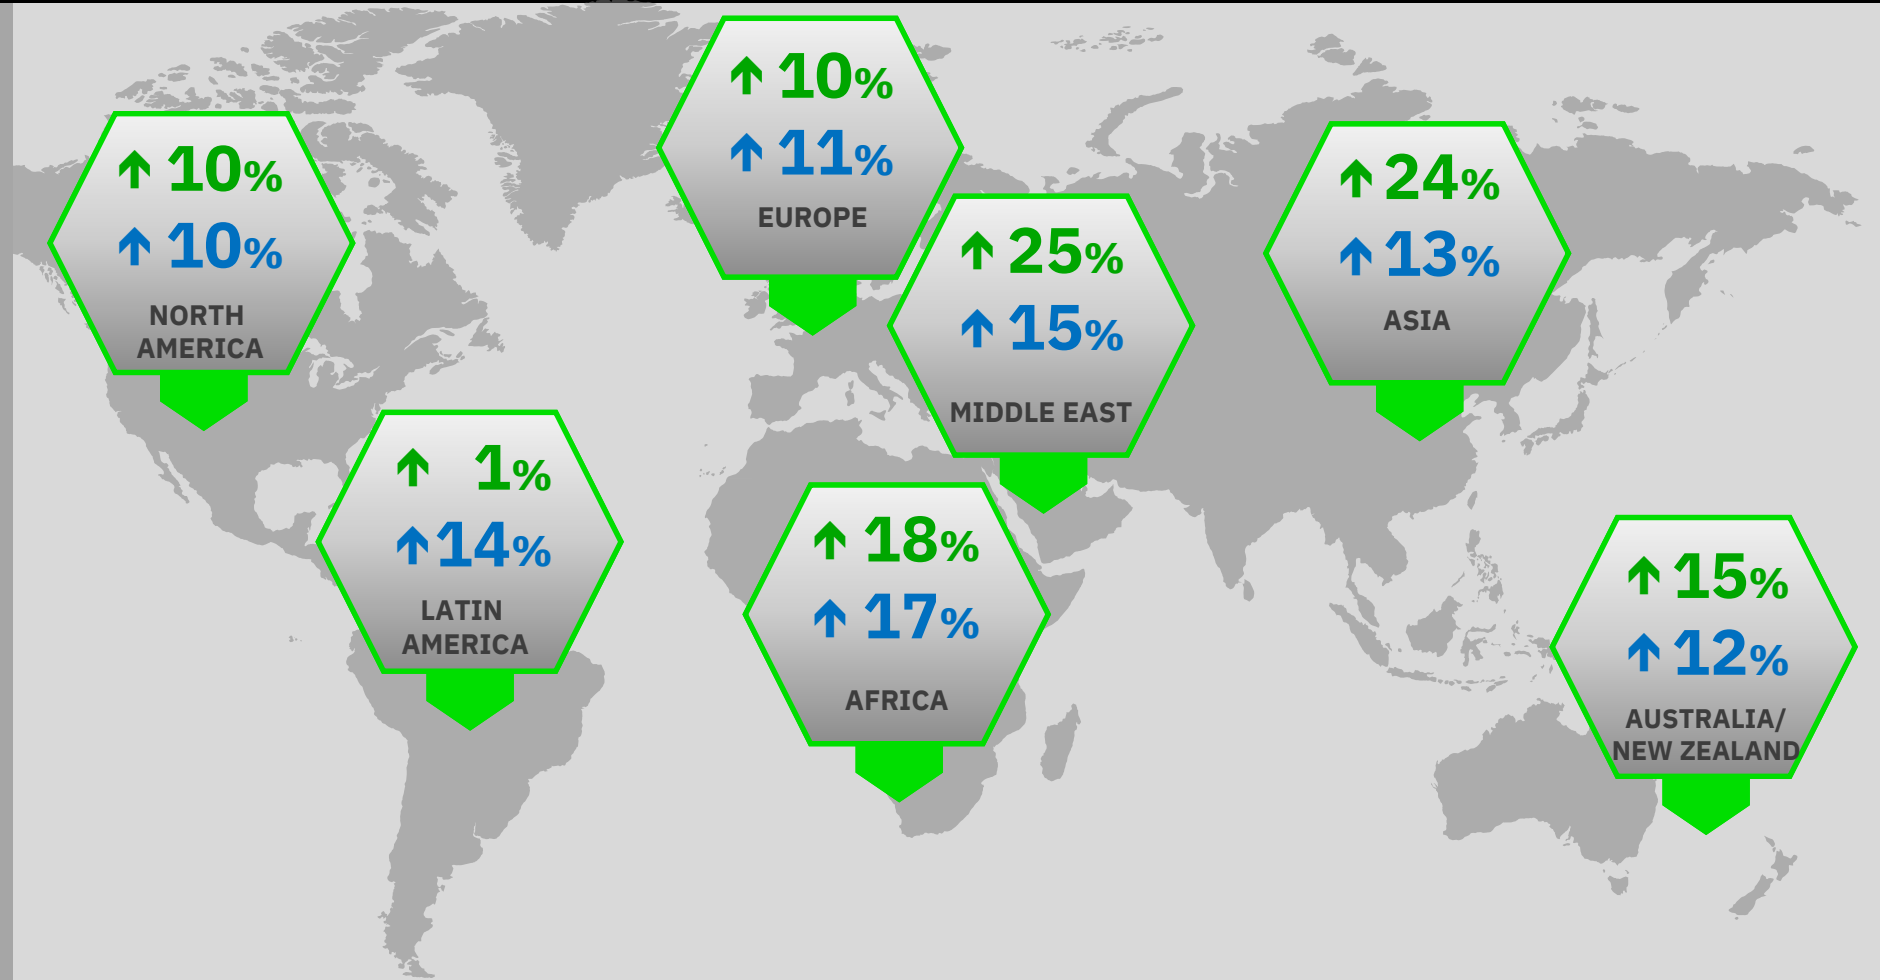 10%
11%
EUROPE
10%
10%
NORTH
AMERICA
24%
13%
ASIA
25%
15%
MIDDLE EAST
1%
14%
LATIN
AMERICA
18%
17%
AFRICA
15%
12%
AUSTRALIA/
NEW ZEALAND